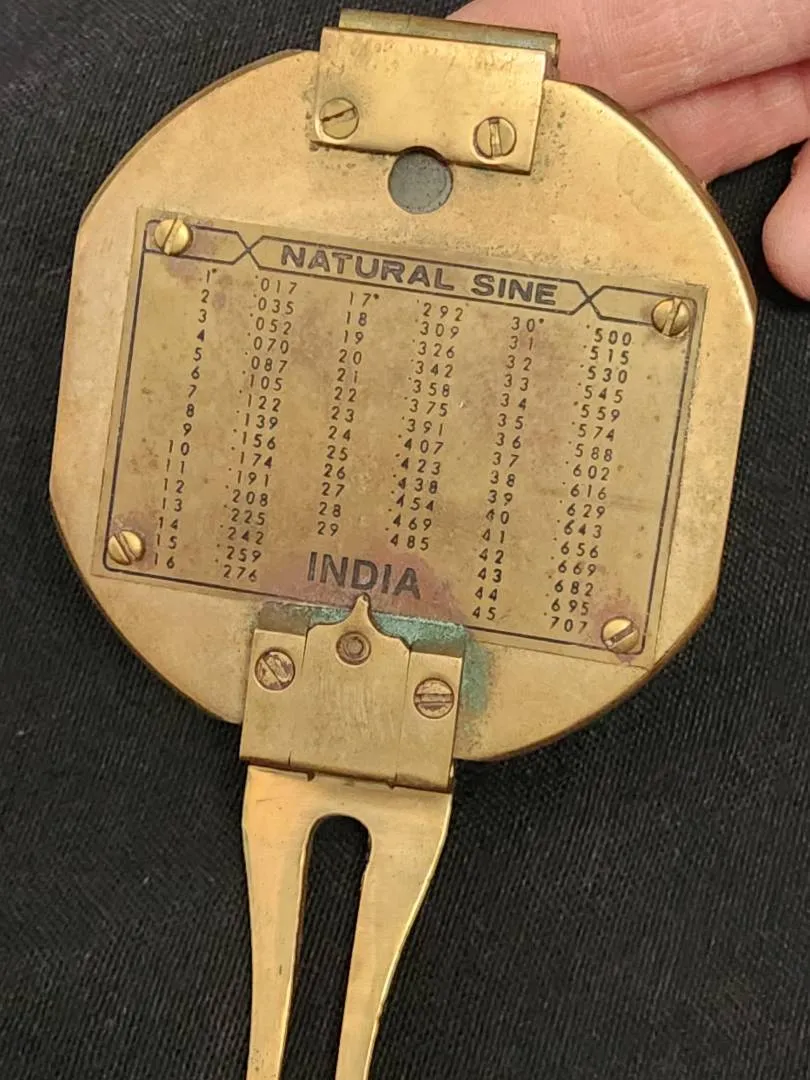 NATURAL SINE
1° .017 17° .292 30° .500
2 .035 18 .309 31 .515
3 .052 19 .326 32 .530
4 .070 20 .342 33 .545
5 .087 21 .358 34 .559
6 .105 22 .375 35 .574
7 .122 23 .391 36 .588
8 .139 24 .407 37 .602
9 .156 25 .423 38 .616
10 .174 26 .438 39 .629
11 .191 27 .454 40 .643
12 .208 28 .469 41 .656
13 .225 29 .485 42 .669
14 .242 43 .682
15 .259 44 .695
16 .276 45 .707
INDIA